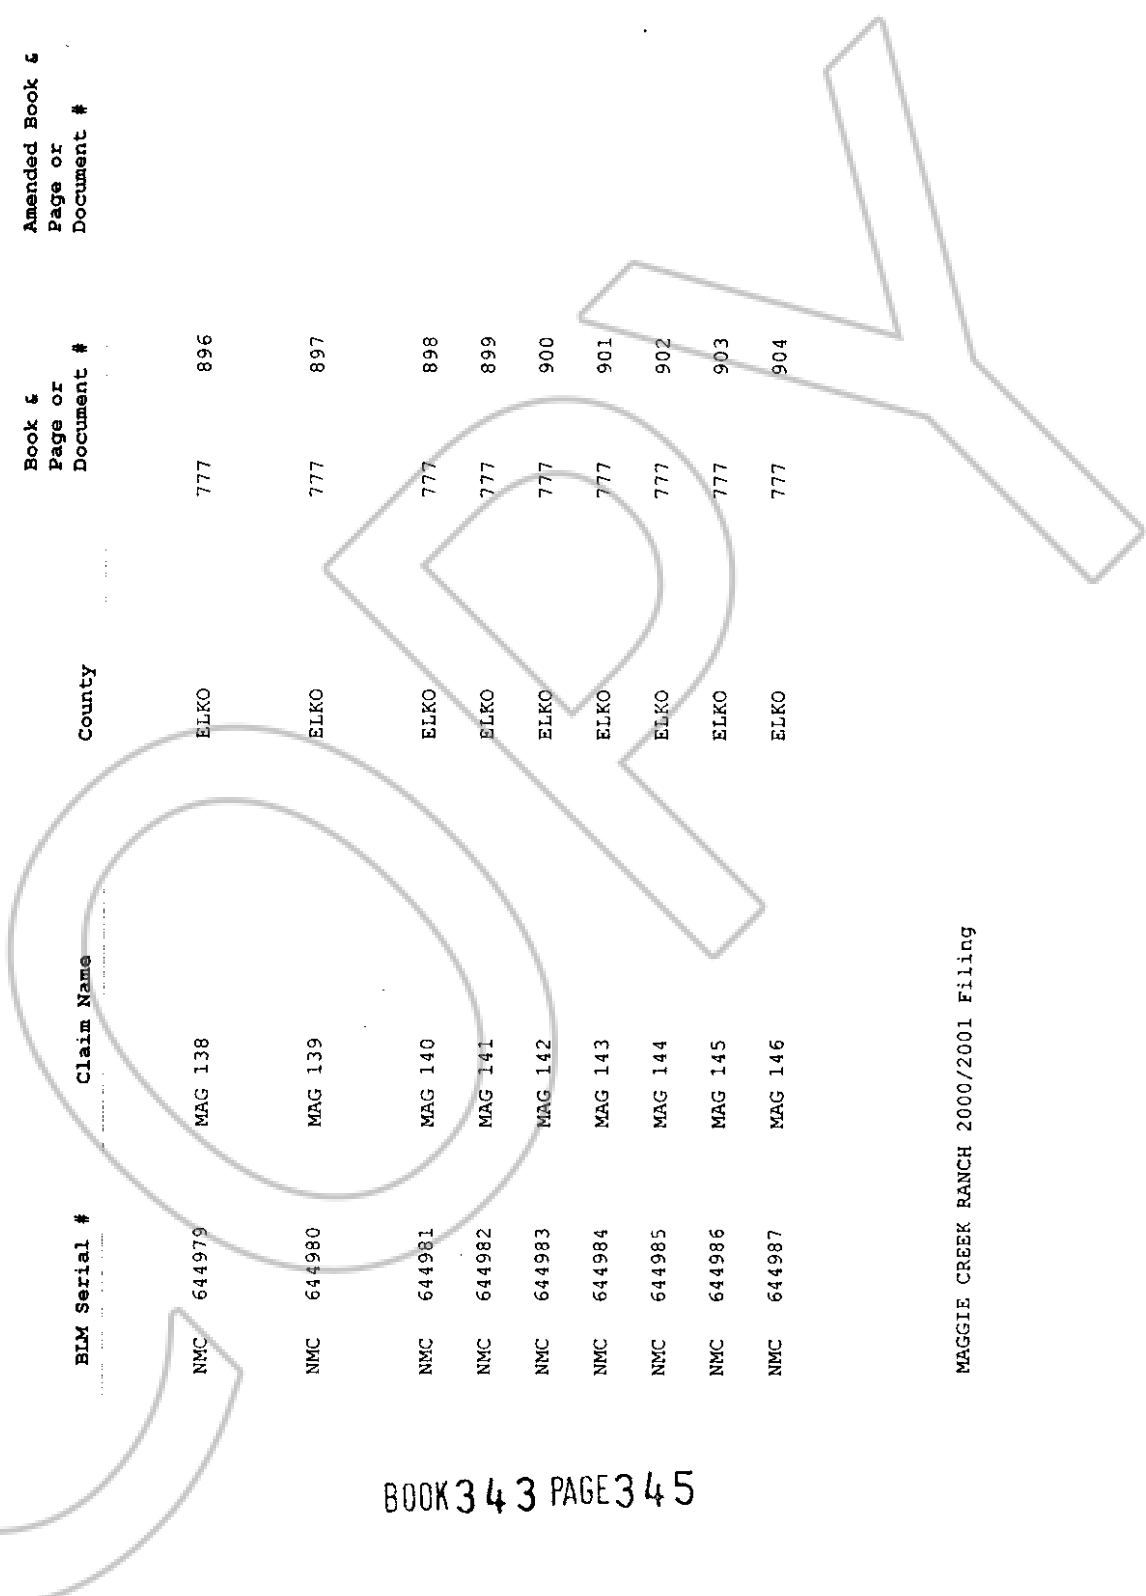 BLM Serial # Claim Name County Book & Page or Document # Amended Book & Page or Document #
NMC 644979 MAG 138 ELKO 777 896
NMC 644980 MAG 139 ELKO 777 897
NMC 644981 MAG 140 ELKO 777 898
NMC 644982 MAG 141 ELKO 777 899
NMC 644983 MAG 142 ELKO 777 900
NMC 644984 MAG 143 ELKO 777 901
NMC 644985 MAG 144 ELKO 777 902
NMC 644986 MAG 145 ELKO 777 903
NMC 644987 MAG 146 ELKO 777 904
MAGGIE CREEK RANCH 2000/2001 Filing
BOOK 343 PAGE 345
COPY